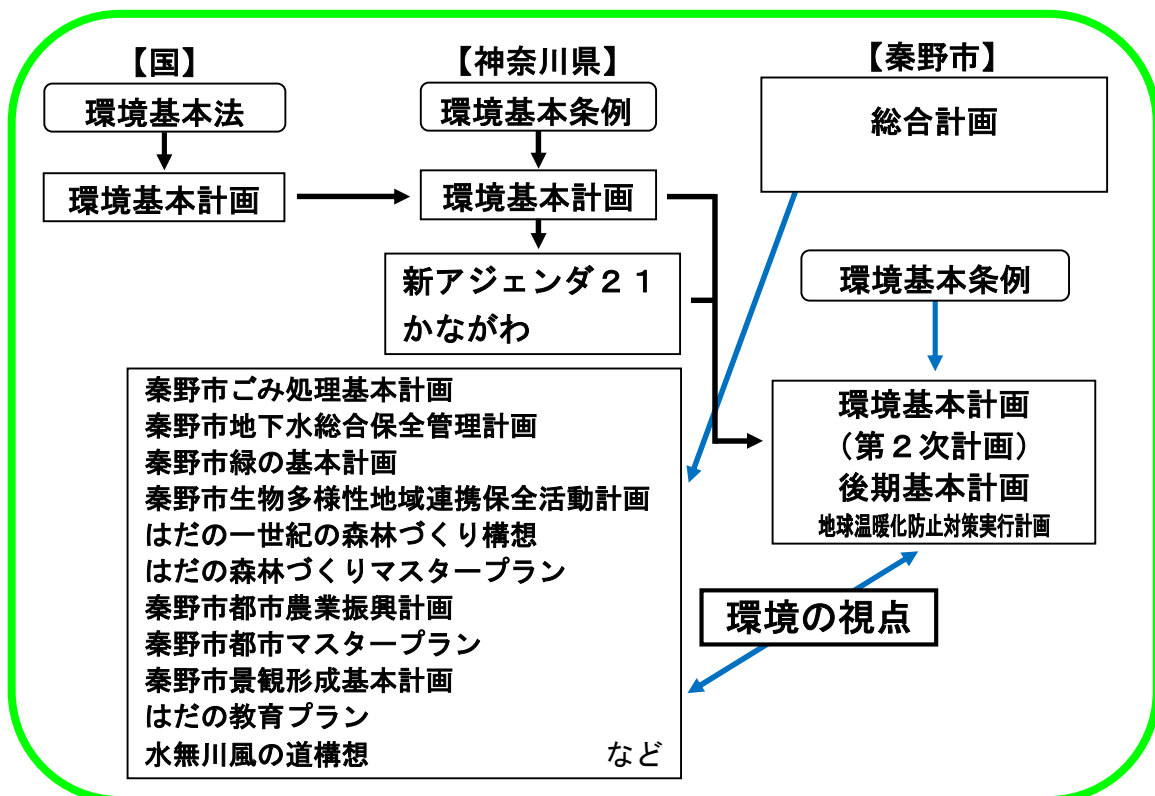 【国】
環境基本法
環境基本計画
【神奈川県】
環境基本条例
環境基本計画
新アジェンダ２１
かながわ
【秦野市】
総合計画
環境基本条例
環境基本計画
（第２次計画）
後期基本計画
地球温暖化防止対策実行計画
環境の視点
秦野市ごみ処理基本計画
秦野市地下水総合保全管理計画
秦野市緑の基本計画
秦野市生物多様性地域連携保全活動計画
はだの一世紀の森林づくり構想
はだの森林づくりマスタープラン
秦野市都市農業振興計画
秦野市都市マスタープラン
秦野市景観形成基本計画
はだの教育プラン
水無川風の道構想　など